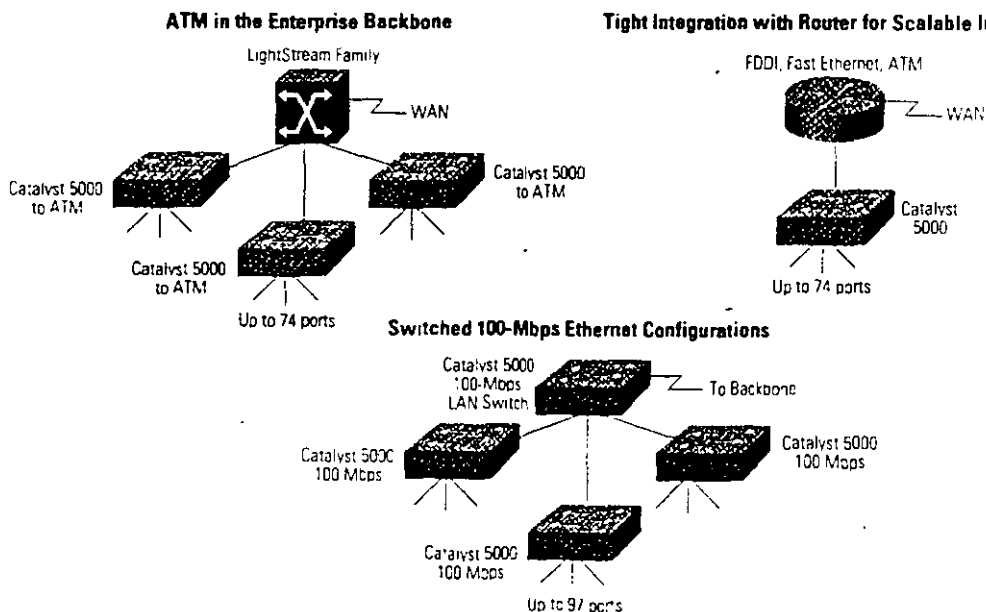 ATM in the Enterprise Backbone
LightStream Family
WAN
Catalyst 5000
to ATM
Catalyst 5000
to ATM
Catalyst 5000
to ATM
Up to 74 ports
Tight Integration with Router for Scalable
FDDI, Fast Ethernet, ATM
WAN
Catalyst
5000
Up to 74 ports
Switched 100-Mbps Ethernet Configurations
Catalyst 5000
100-Mbps
LAN Switch
To Backbone
Catalyst 5000
100 Mbps
Catalyst 5000
100 Mbps
Catalyst 5000
100 Mbps
Up to 97 ports